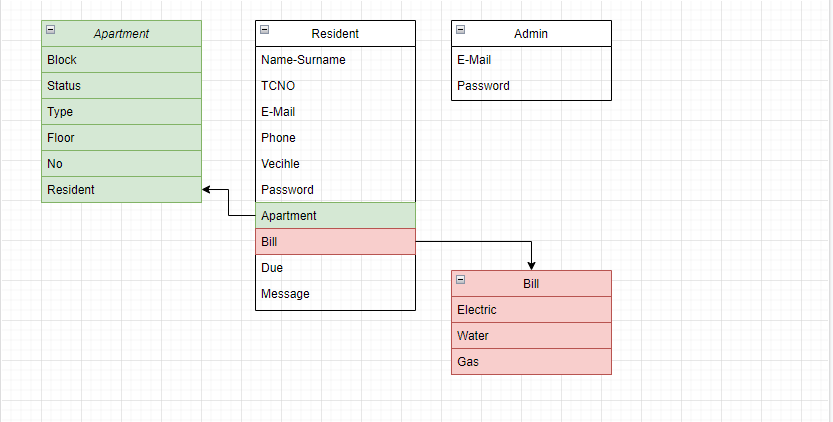 Apartment
Block
Status
Type
Floor
No
Resident
Resident
Name-Surname
TCNO
E-Mail
Phone
Vecihle
Password
Apartment
Bill
Due
Message
Admin
E-Mail
Password
Bill
Electric
Water
Gas